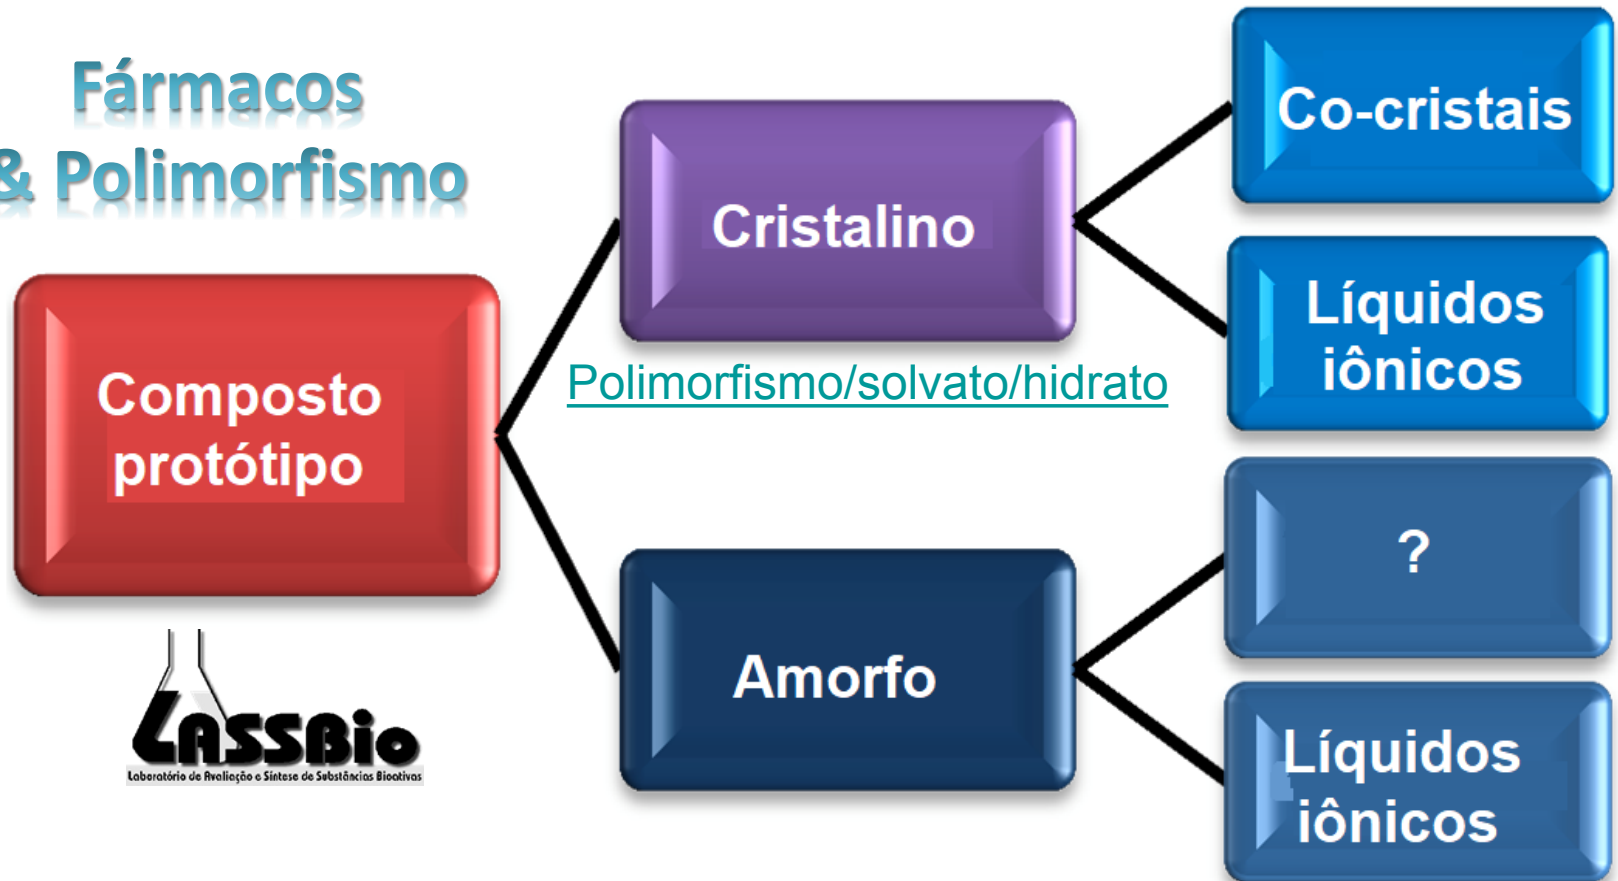 Fármacos
& Polimorfismo
Composto
protótipo
Cristalino
Polimorfismo/solvato/hidrato
Amorfo
Co-cristais
Líquidos
iônicos
?
Líquidos
iônicos
LASSBio
Laboratório de Avaliação e Síntese de Substâncias Bioativas